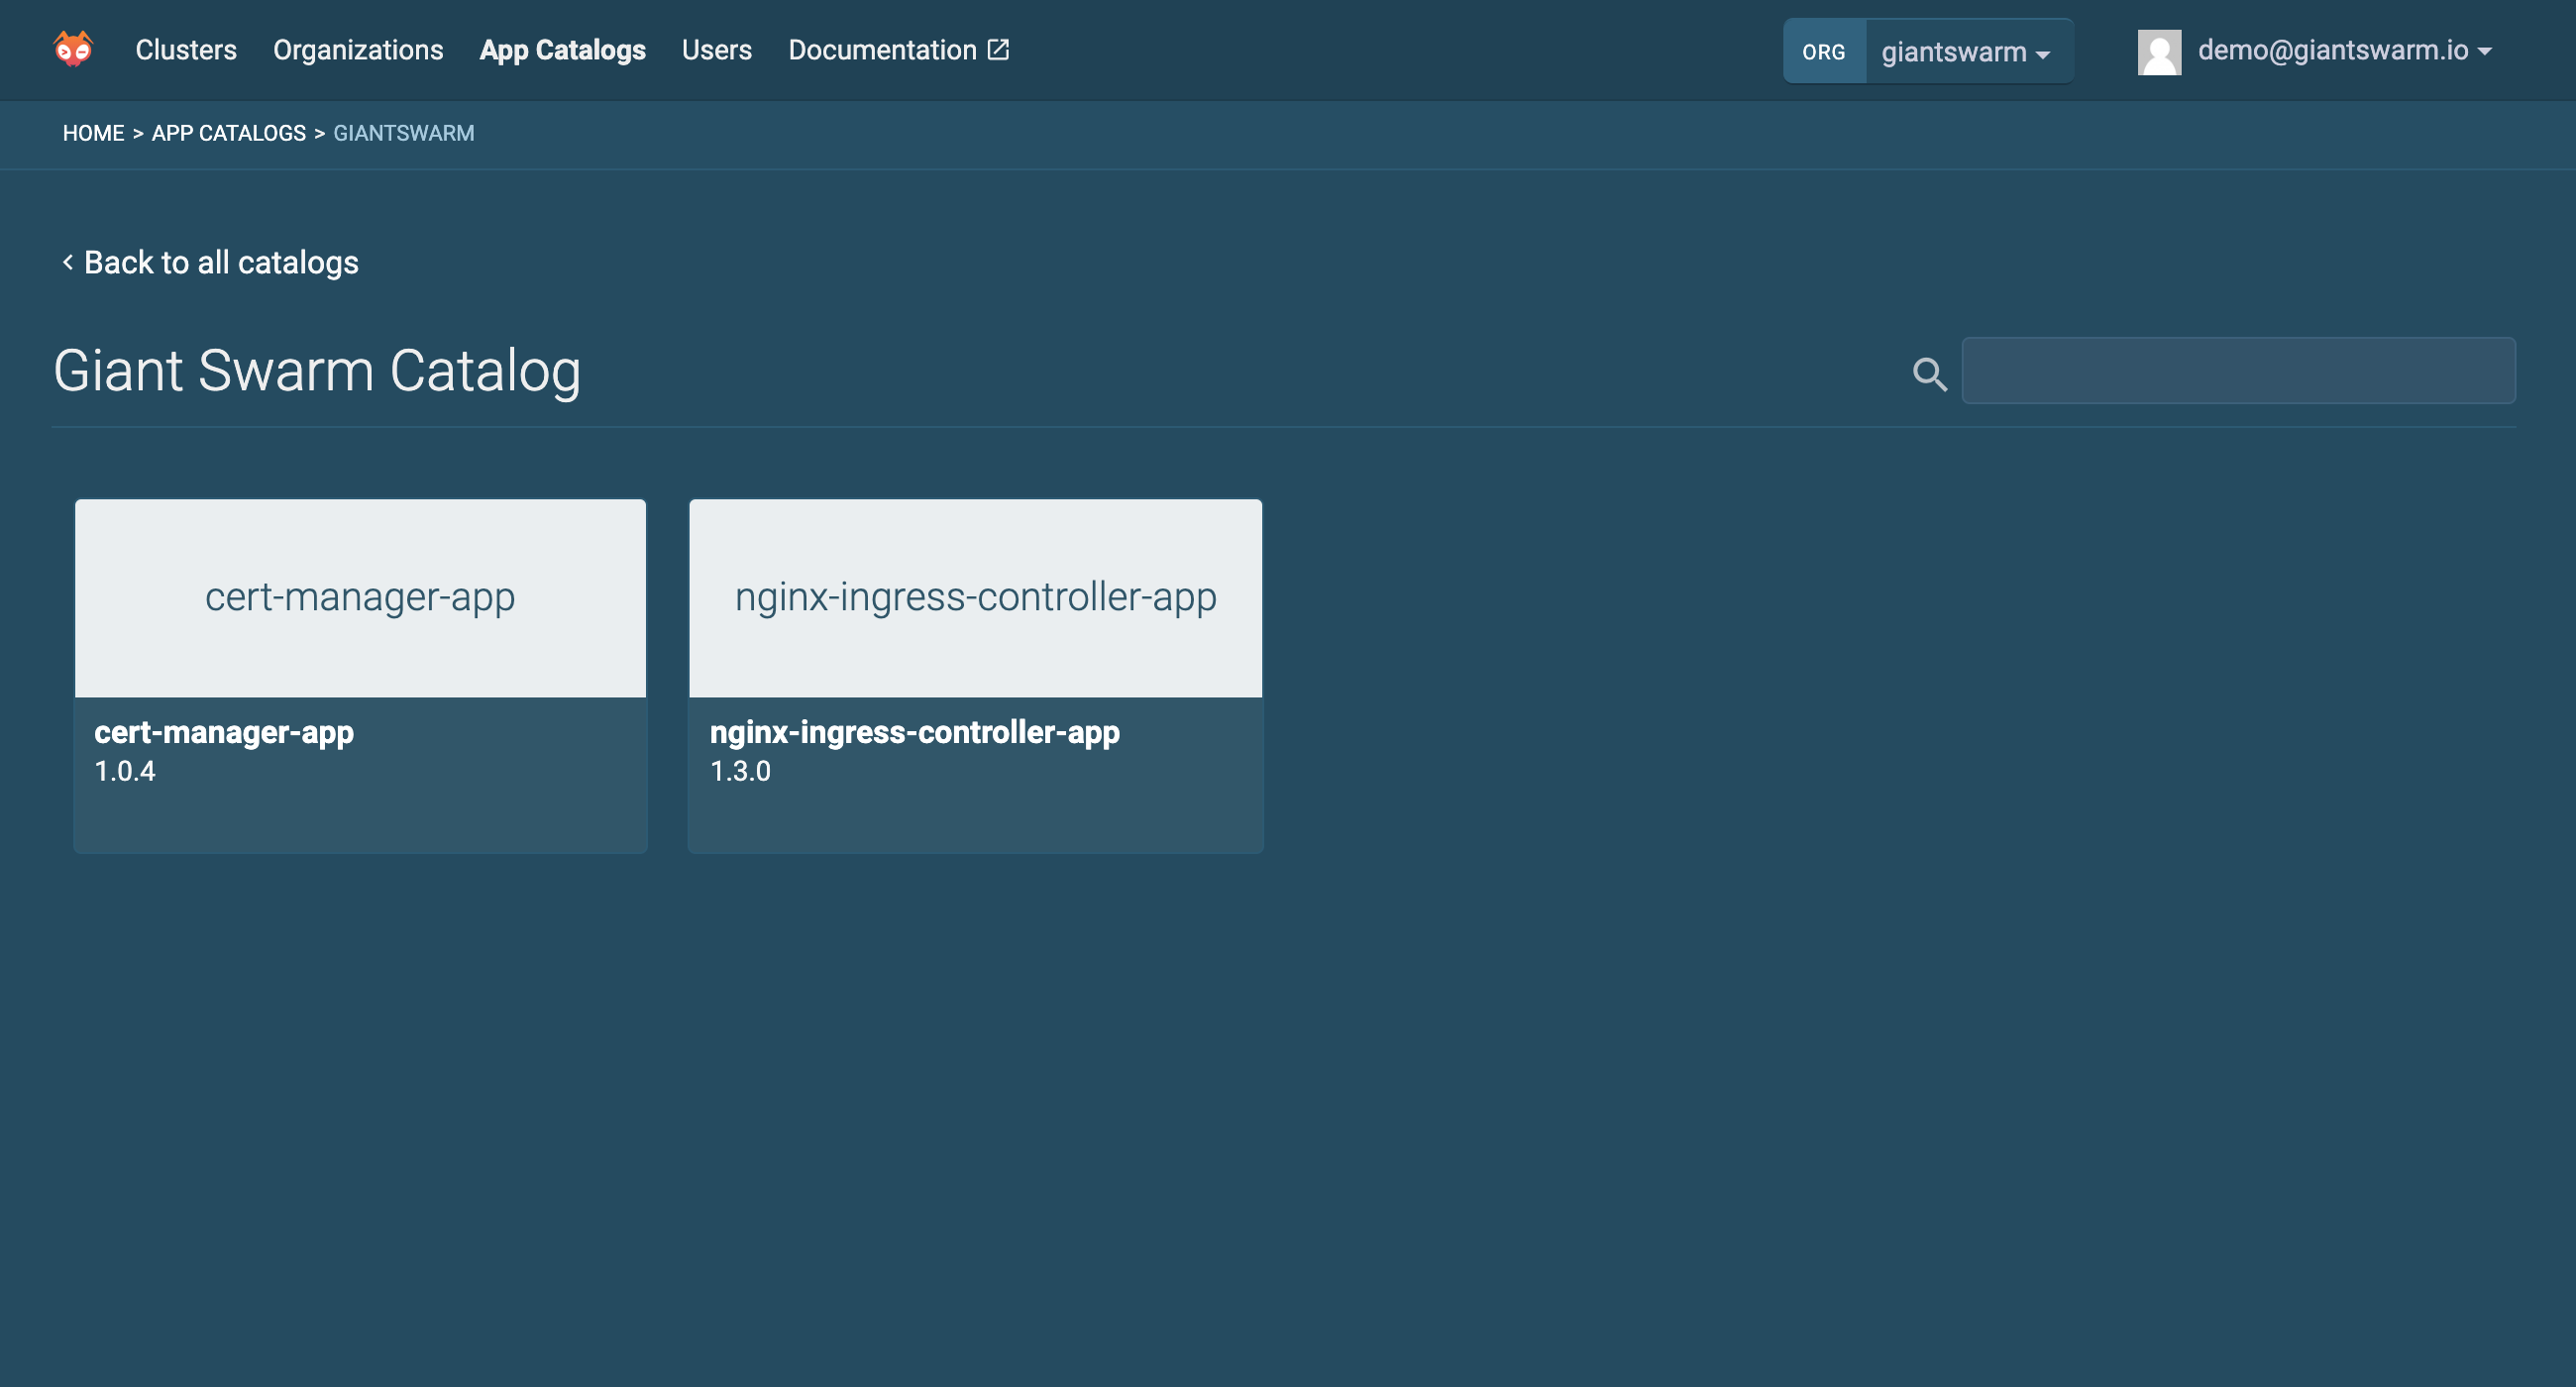 Clusters Organizations App Catalogs Users Documentation ORG giantswarm demo@giantswarm.io
HOME > APP CATALOGS > GIANTSWARM
Back to all catalogs
Giant Swarm Catalog
cert-manager-app
cert-manager-app
1.0.4
nginx-ingress-controller-app
nginx-ingress-controller-app
1.3.0